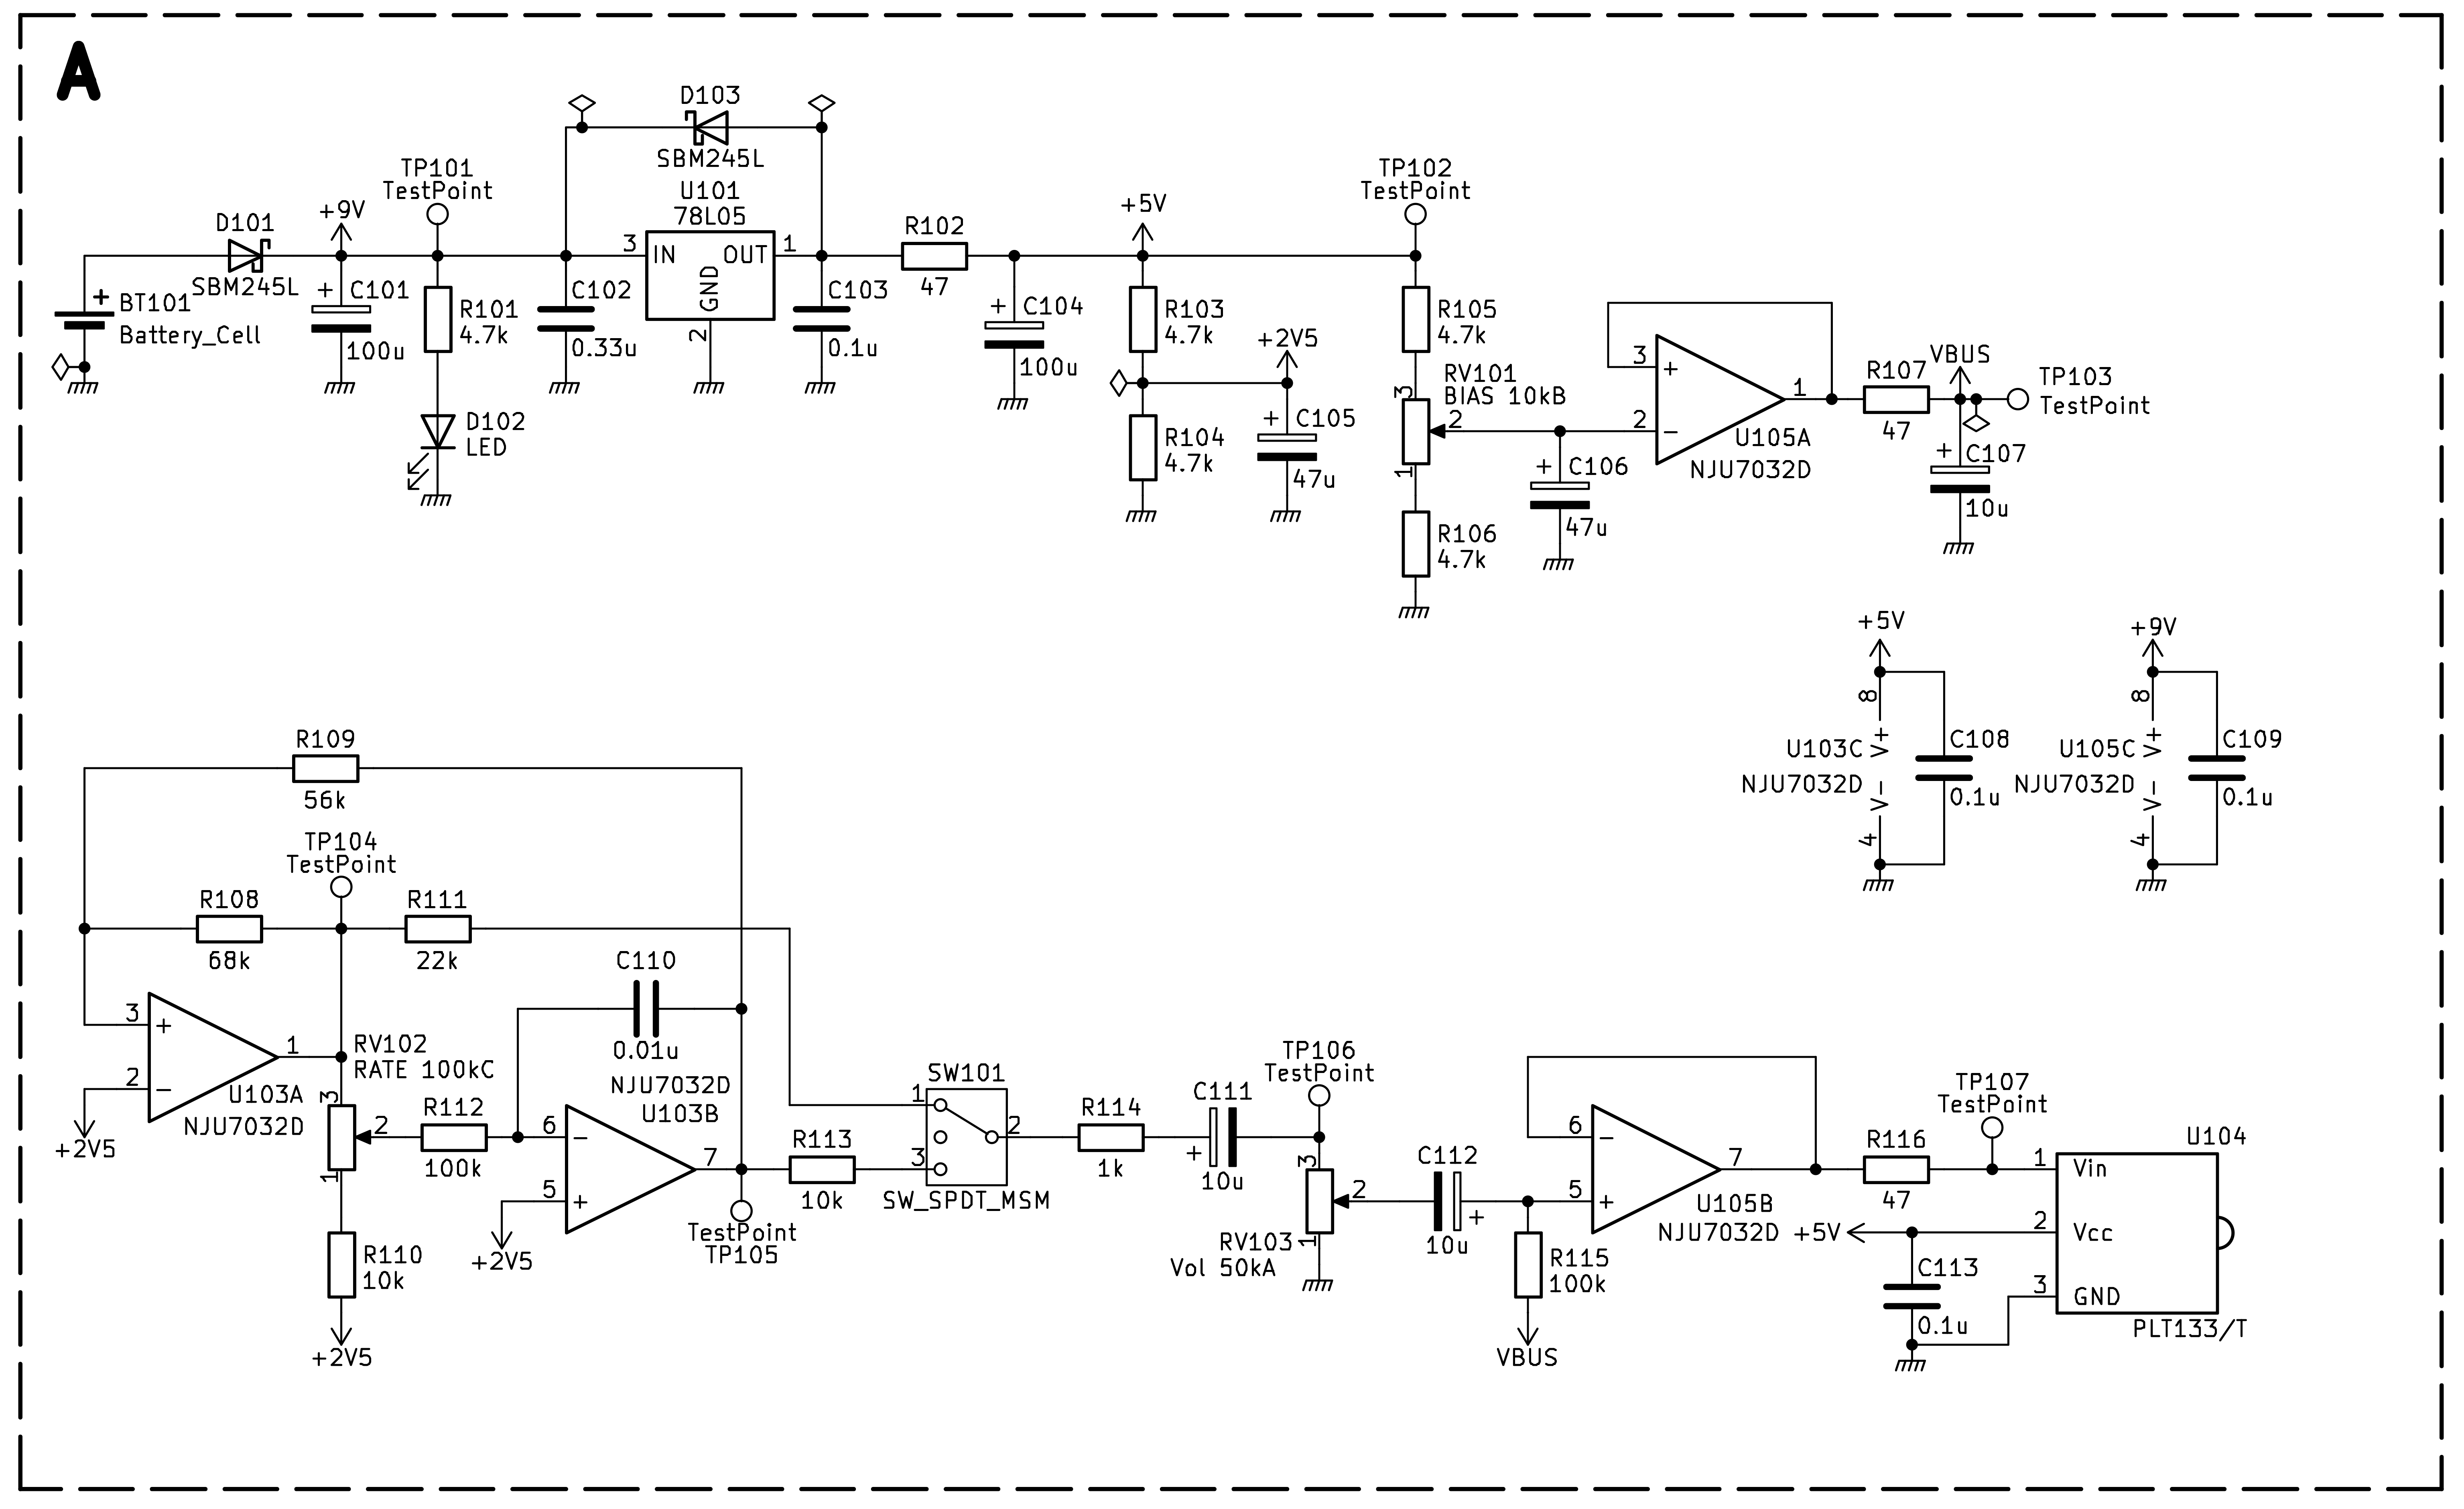 A
D103
SBM245L
TP101
TestPoint
U101
78L05
TP102
TestPoint
D101
SBM245L
+9V
3
IN
OUT
GND
1
2
R102
47
+5V
+
BT101
Battery_Cell
+
C101
100u
R101
4.7k
C102
0.33u
C103
0.1u
+
C104
100u
R103
4.7k
+2V5
R105
4.7k
D102
LED
R104
4.7k
+
C105
47u
3
RV101
BIAS 10kB
2
1
R106
4.7k
+
C106
47u
3
+
2
-
1
U105A
NJU7032D
R107
47
VBUS
TP103
TestPoint
+
C107
10u
+5V
8
U103C
V+
NJU7032D
V-
4
C108
0.1u
+9V
8
U105C
V+
NJU7032D
V-
4
C109
0.1u
R109
56k
TP104
TestPoint
R108
68k
R111
22k
C110
0.01u
3
+
2
-
1
U103A
NJU7032D
+2V5
RV102
RATE 100kC
3
2
1
R110
10k
+2V5
R112
100k
NJU7032D
U103B
6
-
5
+
7
+2V5
TestPoint
TP105
R113
10k
SW101
1
2
3
SW_SPDT_MSM
R114
1k
C111
+
10u
TP106
TestPoint
3
2
1
RV103
Vol 50kA
C112
+
10u
R115
100k
VBUS
6
-
5
+
7
U105B
NJU7032D
R116
47
TP107
TestPoint
U104
1
Vin
+5V
2
Vcc
3
GND
PLT133/T
C113
0.1u